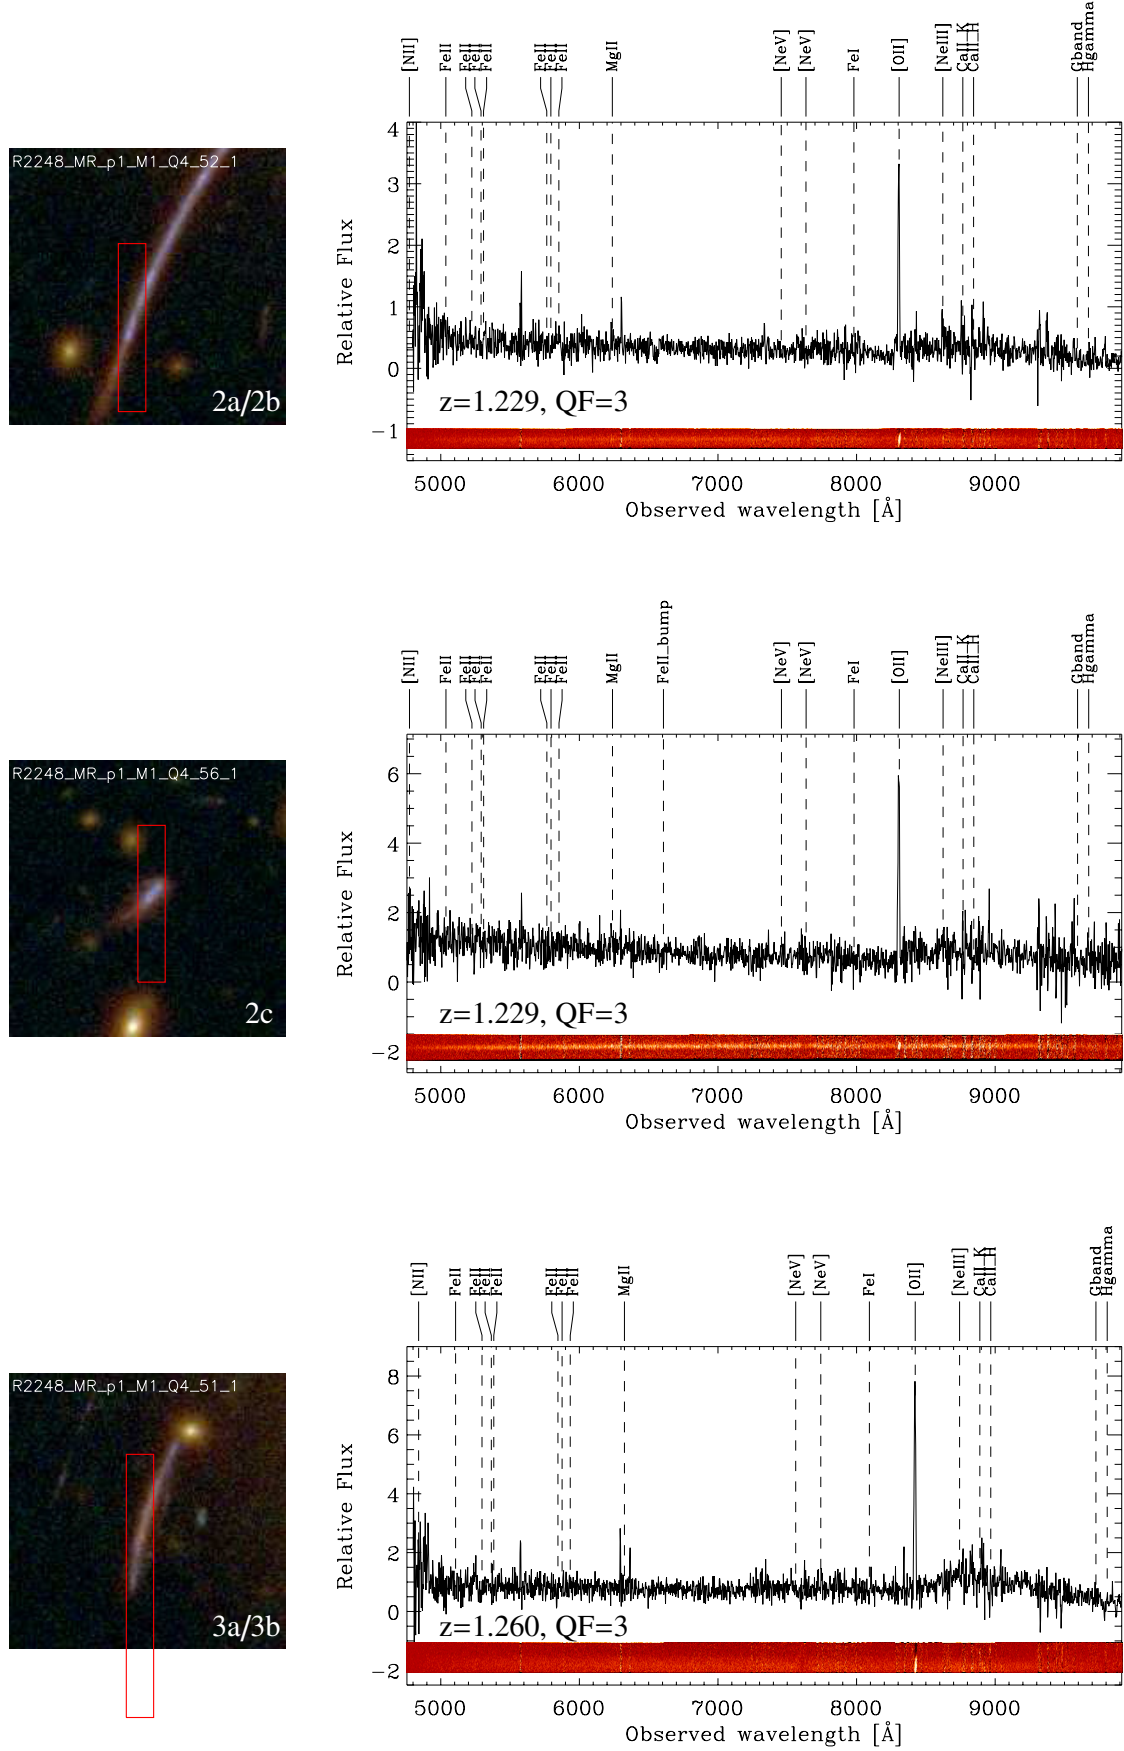 [NII] FeII FeII FeII FeII FeII FeII FeII MgII [NeV] [NeV] FeI [OII] [NeIII] CaII_K CaII_H Gband Hgamma
R2248_MR_p1_M1_Q4_52_1
2a/2b
Relative Flux
4
3
2
1
0
−1
z=1.229, QF=3
5000 6000 7000 8000 9000
Observed wavelength [Å]
[NII] FeII FeII FeII FeII FeII FeII FeII MgII FeII_bump [NeV] [NeV] FeI [OII] [NeIII] CaII_K CaII_H Gband Hgamma
R2248_MR_p1_M1_Q4_56_1
2c
Relative Flux
6
4
2
0
−2
z=1.229, QF=3
5000 6000 7000 8000 9000
Observed wavelength [Å]
[NII] FeII FeII FeII FeII FeII FeII FeII MgII [NeV] [NeV] FeI [OII] [NeIII] CaII_K CaII_H Gband Hgamma
R2248_MR_p1_M1_Q4_51_1
3a/3b
Relative Flux
8
6
4
2
0
−2
z=1.260, QF=3
5000 6000 7000 8000 9000
Observed wavelength [Å]